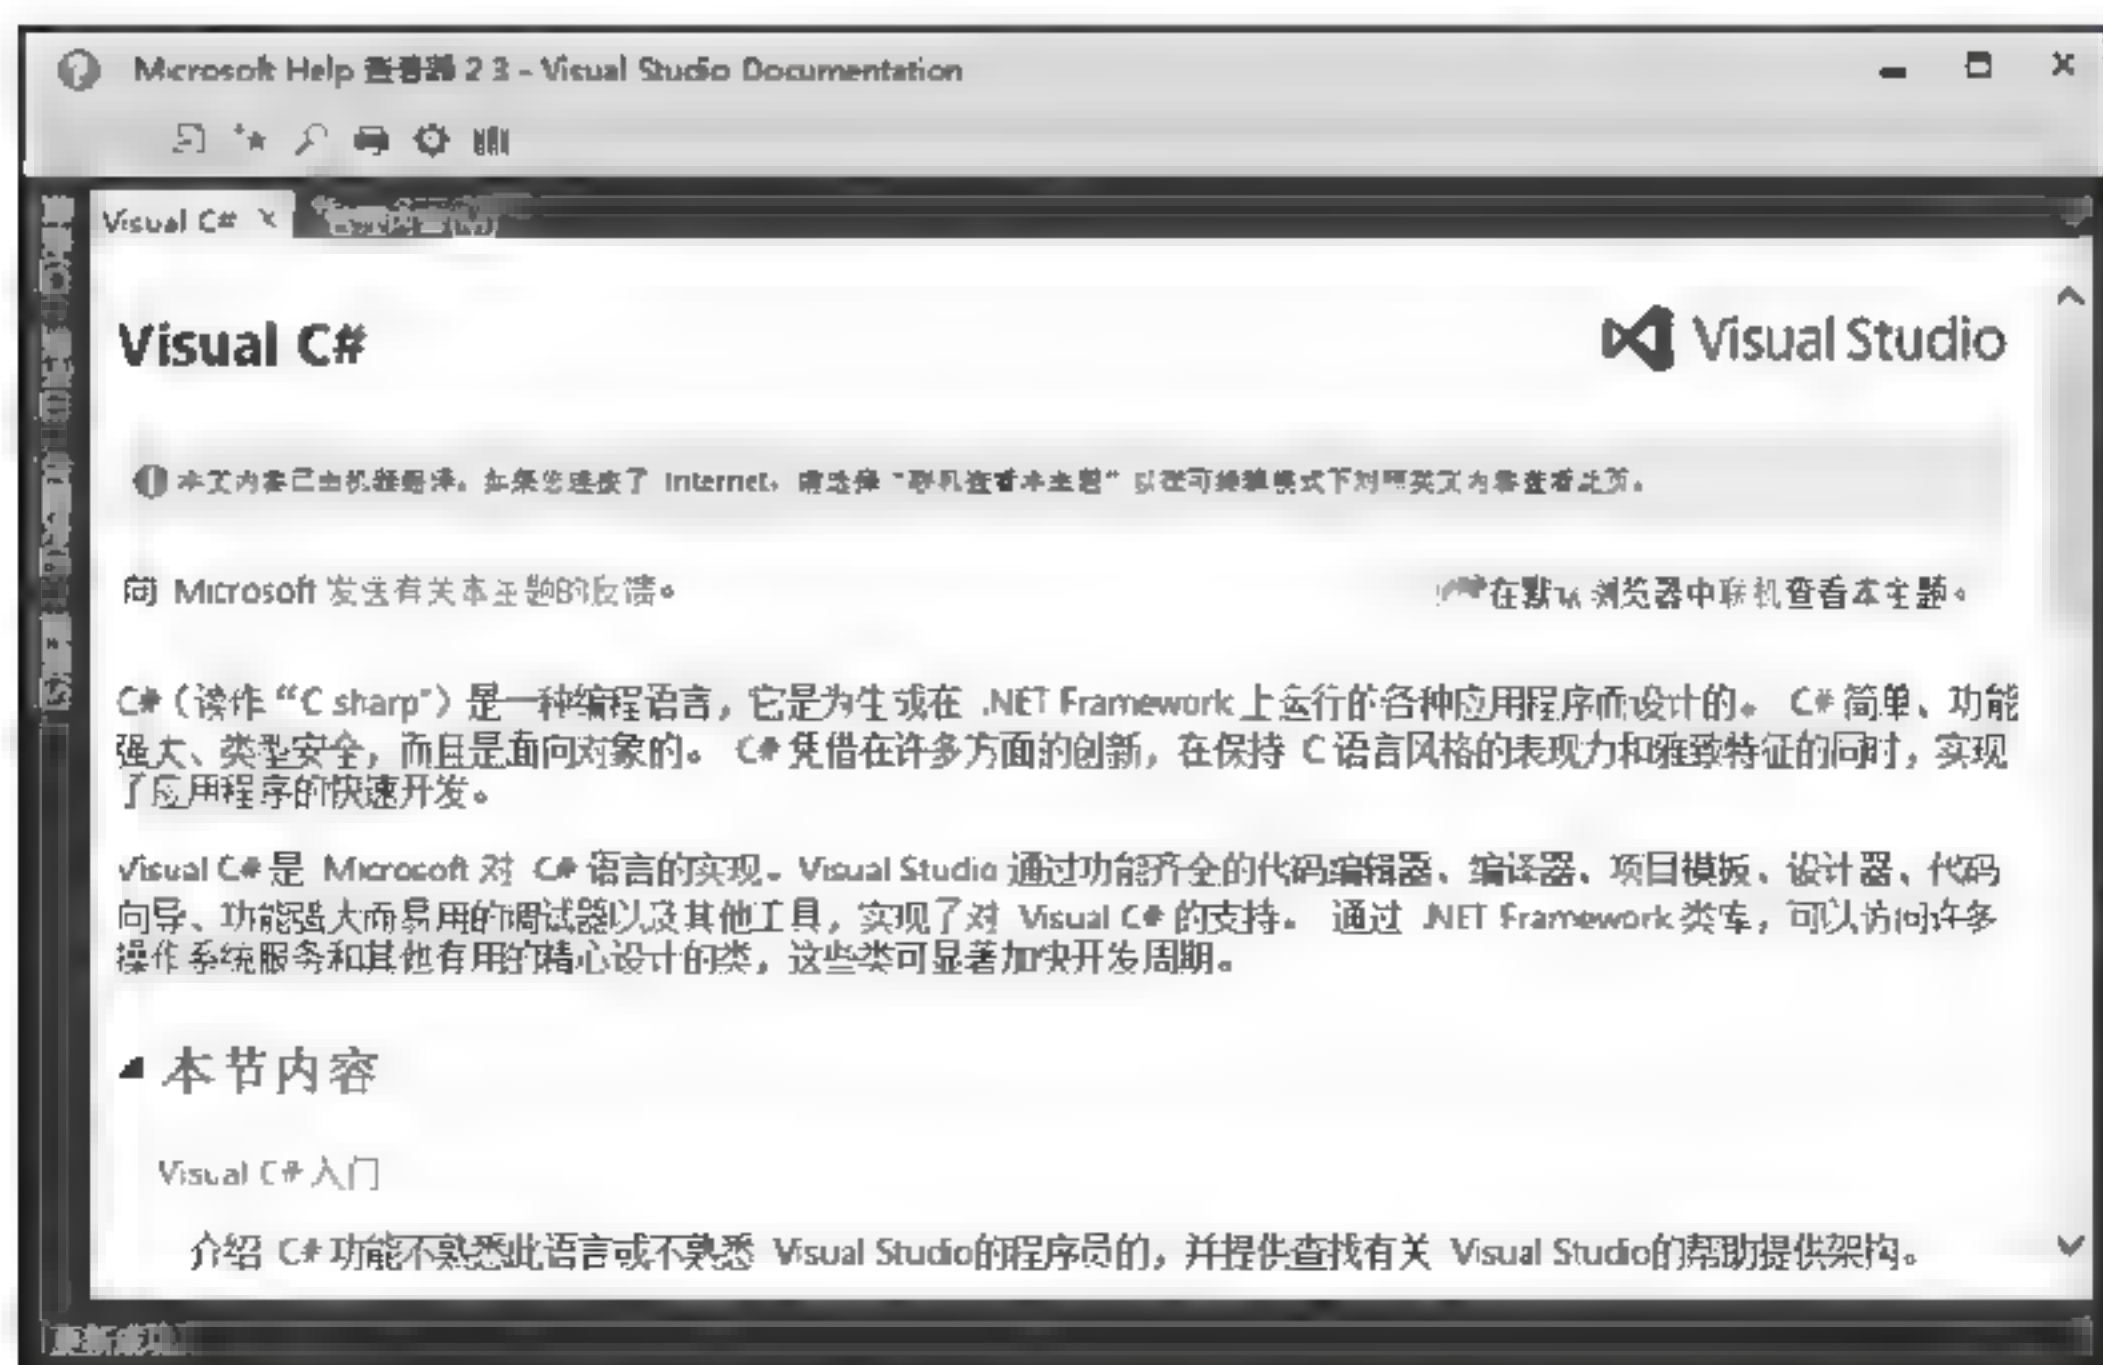 Microsoft Help 查看器 2.3 - Visual Studio Documentation
Visual C# ×
Visual C#
Visual Studio
本文内容已由机器翻译。如果您连接了 Internet，请选择“联机查看本主题”以在可编辑模式下对照英文内容查看此页。
向 Microsoft 发送有关本主题的反馈。
在默认浏览器中联机查看本主题。
C#（读作“C sharp”）是一种编程语言，它是为生成在 .NET Framework 上运行的各种应用程序而设计的。 C# 简单、功能
强大、类型安全，而且是面向对象的。 C# 凭借在许多方面的创新，在保持 C 语言风格的表现力和雅致特征的同时，实现
了应用程序的快速开发。
Visual C# 是 Microsoft 对 C# 语言的实现。Visual Studio 通过功能齐全的代码编辑器、编译器、项目模板、设计器、代码
向导、功能强大而易用的调试器以及其他工具，实现了对 Visual C# 的支持。 通过 .NET Framework 类库，可以访问许多
操作系统服务和其他有用的精心设计的类，这些类可显著加快开发周期。
本节内容
Visual C# 入门
介绍 C# 功能不熟悉此语言或不熟悉 Visual Studio的程序员的，并提供查找有关 Visual Studio的帮助提供架构。